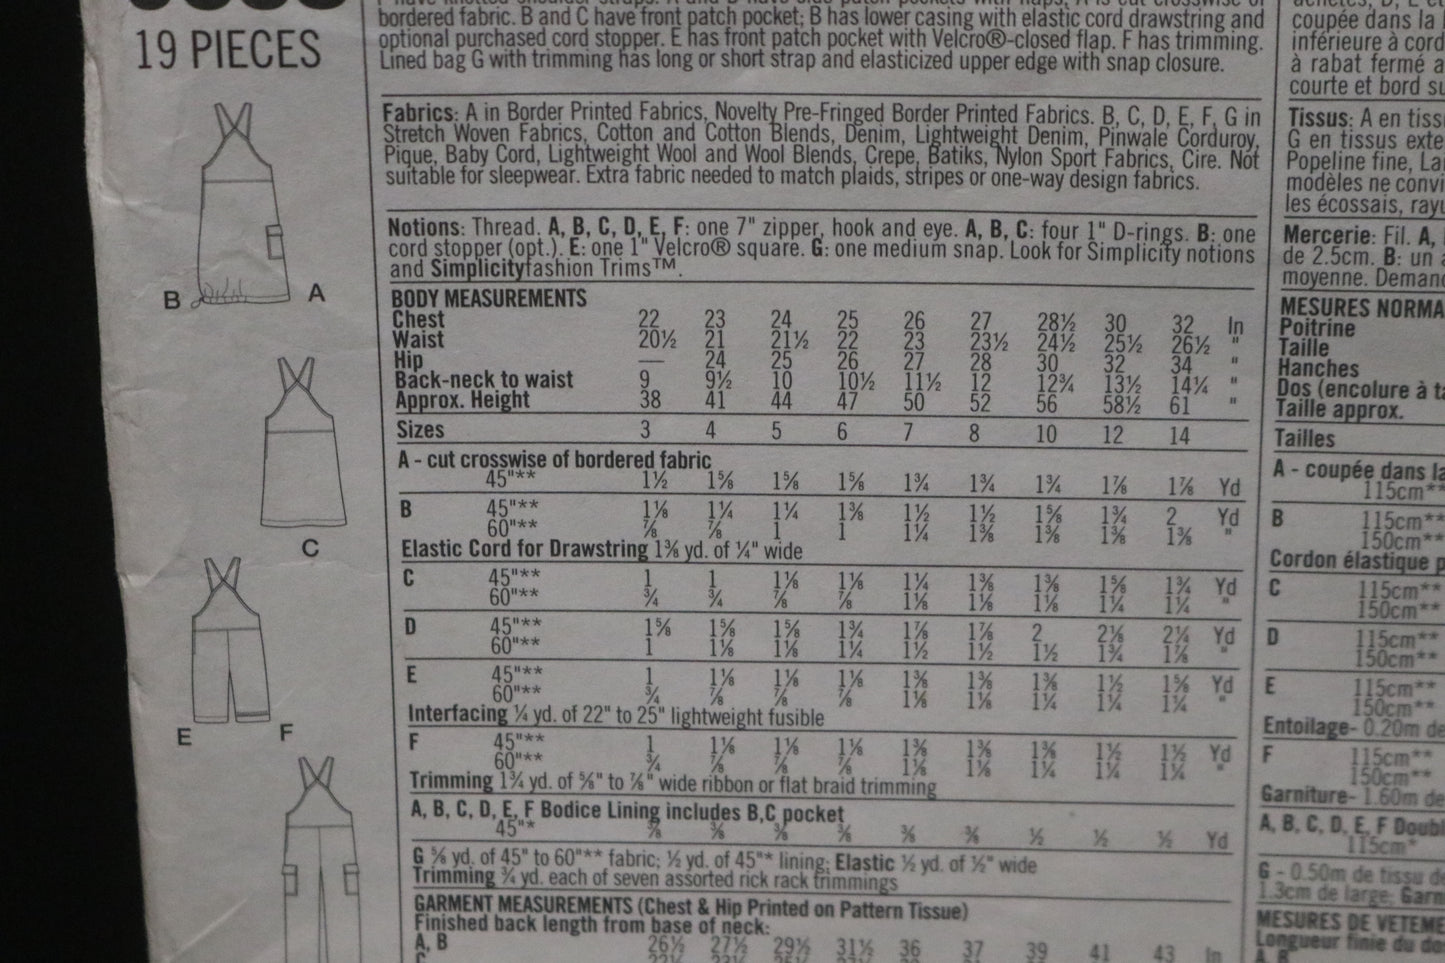 19 PIECES
bordered fabric. B and C have front patch pocket; B has lower casing with elastic cord drawstring and
optional purchased cord stopper. E has front patch pocket with Velcro®-closed flap. F has trimming.
Lined bag G with trimming has long or short strap and elasticized upper edge with snap closure.
Fabrics: A in Border Printed Fabrics, Novelty Pre-Fringed Border Printed Fabrics. B, C, D, E, F, G in
Stretch Woven Fabrics, Cotton and Cotton Blends, Denim, Lightweight Denim, Pinwale Corduroy,
Pique, Baby Cord, Lightweight Wool and Wool Blends, Crepe, Batiks, Nylon Sport Fabrics, Cire. Not
suitable for sleepwear. Extra fabric needed to match plaids, stripes or one-way design fabrics.
Notions: Thread. A, B, C, D, E, F: one 7" zipper, hook and eye. A, B, C: four 1" D-rings. B: one
cord stopper (opt.). E: one 1" Velcro® square. G: one medium snap. Look for Simplicity notions
and Simplicityfashion Trims™.
BODY MEASUREMENTS
Chest 22 23 24 25 26 27 28½ 30 32 In
Waist 20½ 21 21½ 22 23 23½ 24½ 25½ 26½ "
Hip — 24 25 26 27 28 30 32 34 "
Back-neck to waist 9 9½ 10 10½ 11½ 12 12¾ 13½ 14¼ "
Approx. Height 38 41 44 47 50 52 56 58½ 61 "
Sizes 3 4 5 6 7 8 10 12 14
A - cut crosswise of bordered fabric
45"** 1½ 1⅝ 1⅝ 1⅝ 1¾ 1¾ 1¾ 1⅞ 1⅞ Yd
B 45"** 1⅛ 1¼ 1¼ 1⅜ 1½ 1½ 1⅝ 1¾ 2 Yd
60"** ⅞ ⅞ 1 1 1¼ 1⅜ 1⅜ 1⅜ 1⅜ "
Elastic Cord for Drawstring 1⅜ yd. of ¼" wide
C 45"** 1 1 1⅛ 1⅛ 1¼ 1⅜ 1⅜ 1⅝ 1¾ Yd
60"** ¾ ¾ ⅞ ⅞ 1⅛ 1⅛ 1⅛ 1¼ 1¼ "
D 45"** 1⅝ 1⅝ 1⅝ 1¾ 1⅞ 1⅞ 2 2⅛ 2¼ Yd
60"** 1 1⅛ 1⅛ 1¼ 1½ 1½ 1½ 1¾ 1⅞ "
E 45"** 1 1⅛ 1⅛ 1⅛ 1⅜ 1⅜ 1⅜ 1½ 1⅝ Yd
60"** ¾ ⅞ ⅞ ⅞ 1⅛ 1⅛ 1¼ 1¼ 1¼ "
Interfacing ¼ yd. of 22" to 25" lightweight fusible
F 45"** 1 1⅛ 1⅛ 1⅛ 1⅜ 1⅜ 1⅜ 1½ 1½ Yd
60"** ¾ ⅞ ⅞ ⅞ 1⅛ 1⅛ 1¼ 1¼ 1¼ "
Trimming 1¾ yd. of ⅝" to ⅞" wide ribbon or flat braid trimming
A, B, C, D, E, F Bodice Lining includes B,C pocket
45"* ⅜ ⅜ ⅜ ⅜ ⅜ ⅜ ½ ½ ½ Yd
G ⅝ yd. of 45" to 60"** fabric; ½ yd. of 45"* lining; Elastic ½ yd. of ½" wide
Trimming ¾ yd. each of seven assorted rick rack trimmings
GARMENT MEASUREMENTS (Chest & Hip Printed on Pattern Tissue)
Finished back length from base of neck:
A, B 26½ 27½ 29½ 31½ 36 37 39 41 43 In
B A
C
E F
coupée dans la
inférieure à cord
à rabat fermé a
courte et bord su
Tissus: A en tiss
G en tissus exte
Popeline fine, La
modèles ne convi
les écossais, rayu
Mercerie: Fil. A,
de 2.5cm. B: un
moyenne. Deman
MESURES NORMA
Poitrine
Taille
Hanches
Dos (encolure à ta
Taille approx.
Tailles
A - coupée dans la
115cm**
B 115cm**
150cm**
Cordon élastique p
C 115cm**
150cm**
D 115cm**
150cm**
E 115cm**
150cm**
Entoilage- 0.20m de
F 115cm**
150cm**
Garniture- 1.60m de
A, B, C, D, E, F Doub
115cm*
G - 0.50m de tissu de
1.3cm de large; Garn
MESURES DE VETEME
Longueur finie du do